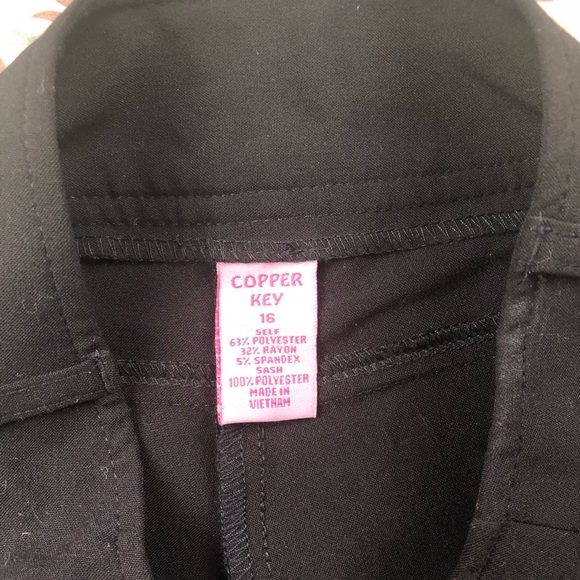 COPPER
KEY
16
SELF
63% POLYESTER
32% RAYON
5% SPANDEX
SASH
100% POLYESTER
MADE IN
VIETNAM